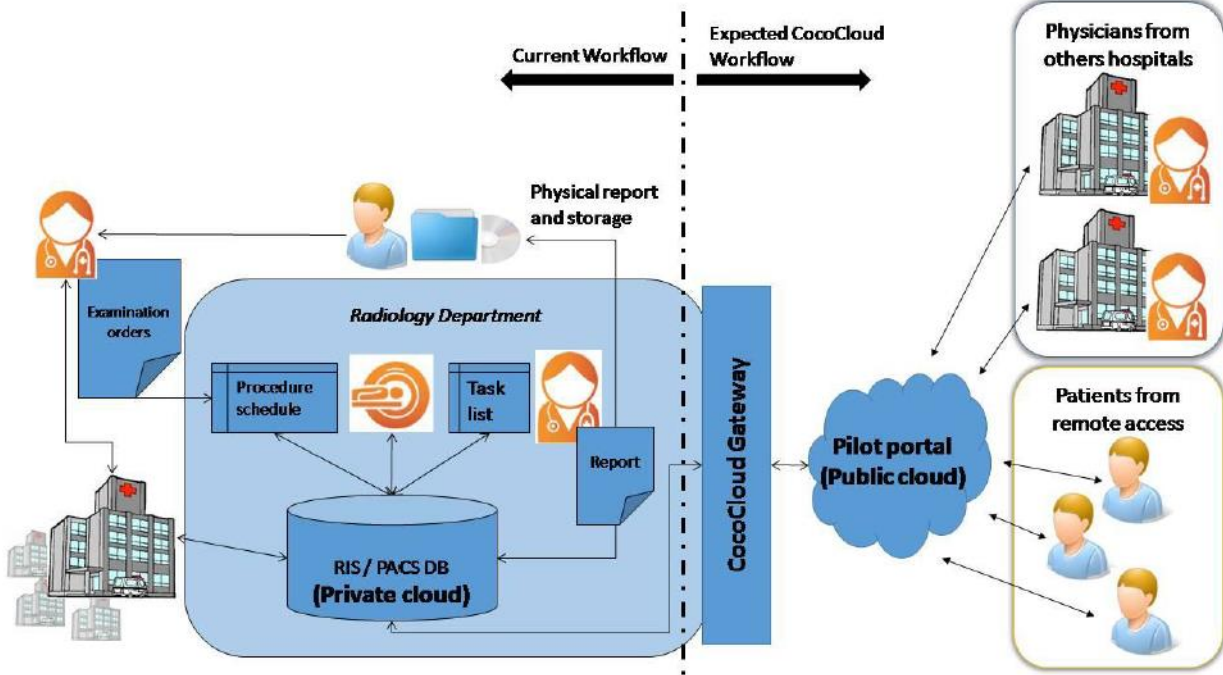 Current Workflow
Expected CocoCloud
Workflow
Physicians from
others hospitals
Physical report
and storage
Examination
orders
Radiology Department
Procedure
schedule
Task
list
Report
RIS / PACS DB
(Private cloud)
CocoCloud Gateway
Pilot portal
(Public cloud)
Patients from
remote access